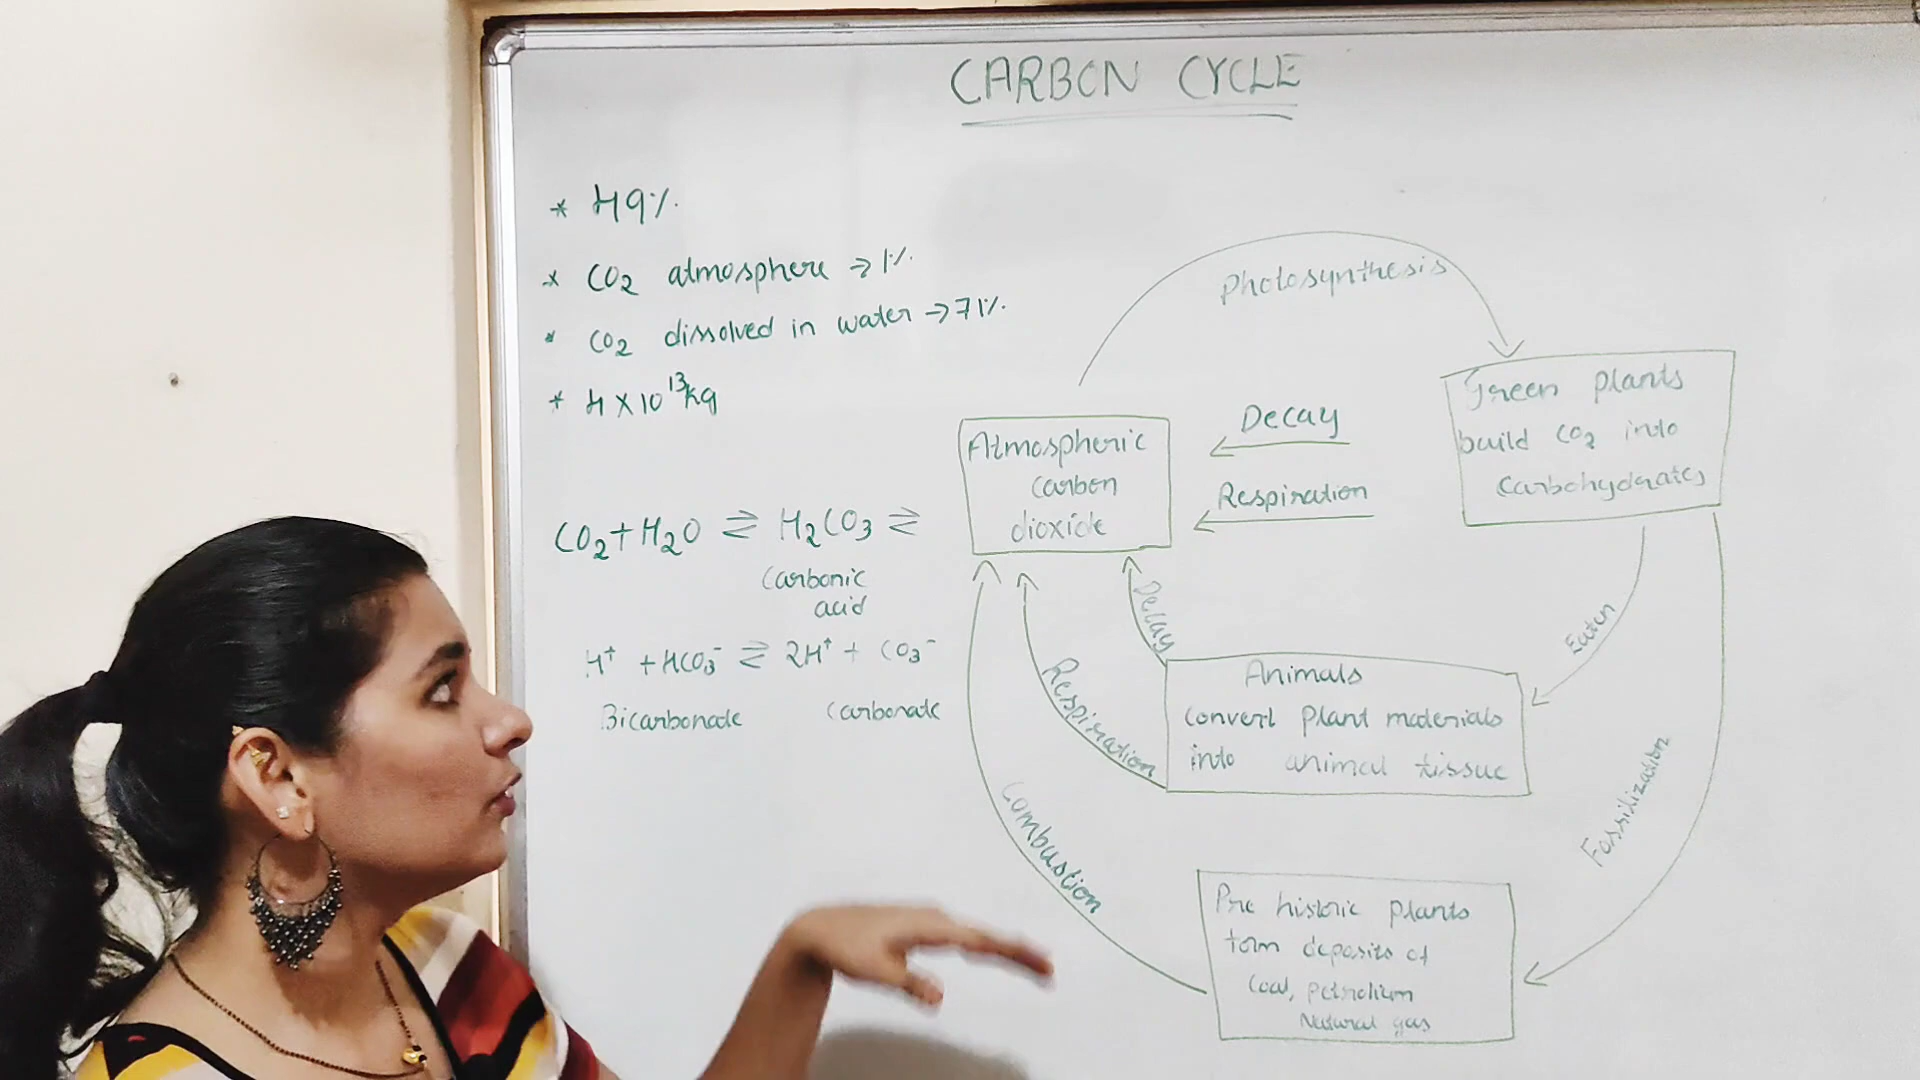 CARBON CYCLE
* 49%
* CO2 atmosphere → 1%
* CO2 dissolved in water → 71%
* 4 X 10^13 kg
CO2 + H2O ⇌ H2CO3 ⇌
Carbonic
acid
H+ + HCO3- ⇌ 2H+ + CO3-
Bicarbonate Carbonate
Photosynthesis
Green plants
build CO2 into
Carbohydrates
Decay
Respiration
Atmospheric
Carbon
dioxide
Decay
Respiration
Combustion
Eaten
Fossilization
Animals
Convert Plant materials
into animal tissue
Pre historic plants
form deposits of
Coal, petrolium
Natural gas